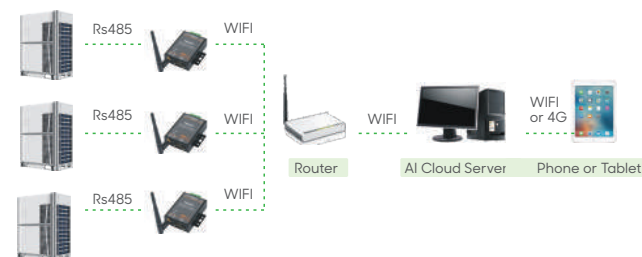 Rs485
WIFI
Rs485
WIFI
WIFI
WIFI
or 4G
Router
AI Cloud Server
Phone or Tablet
Rs485
WIFI